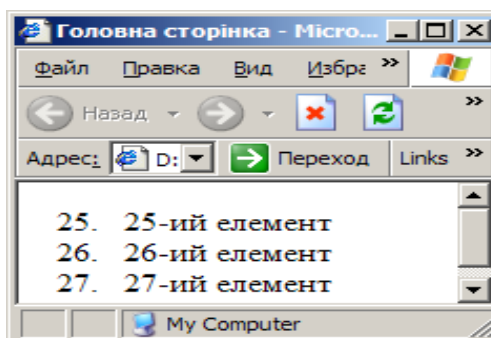 Головна сторінка - Micro...
Файл Правка Вид Избра »
Назад »
Адрес: D: Переход Links »
25. 25-ий елемент
26. 26-ий елемент
27. 27-ий елемент
My Computer